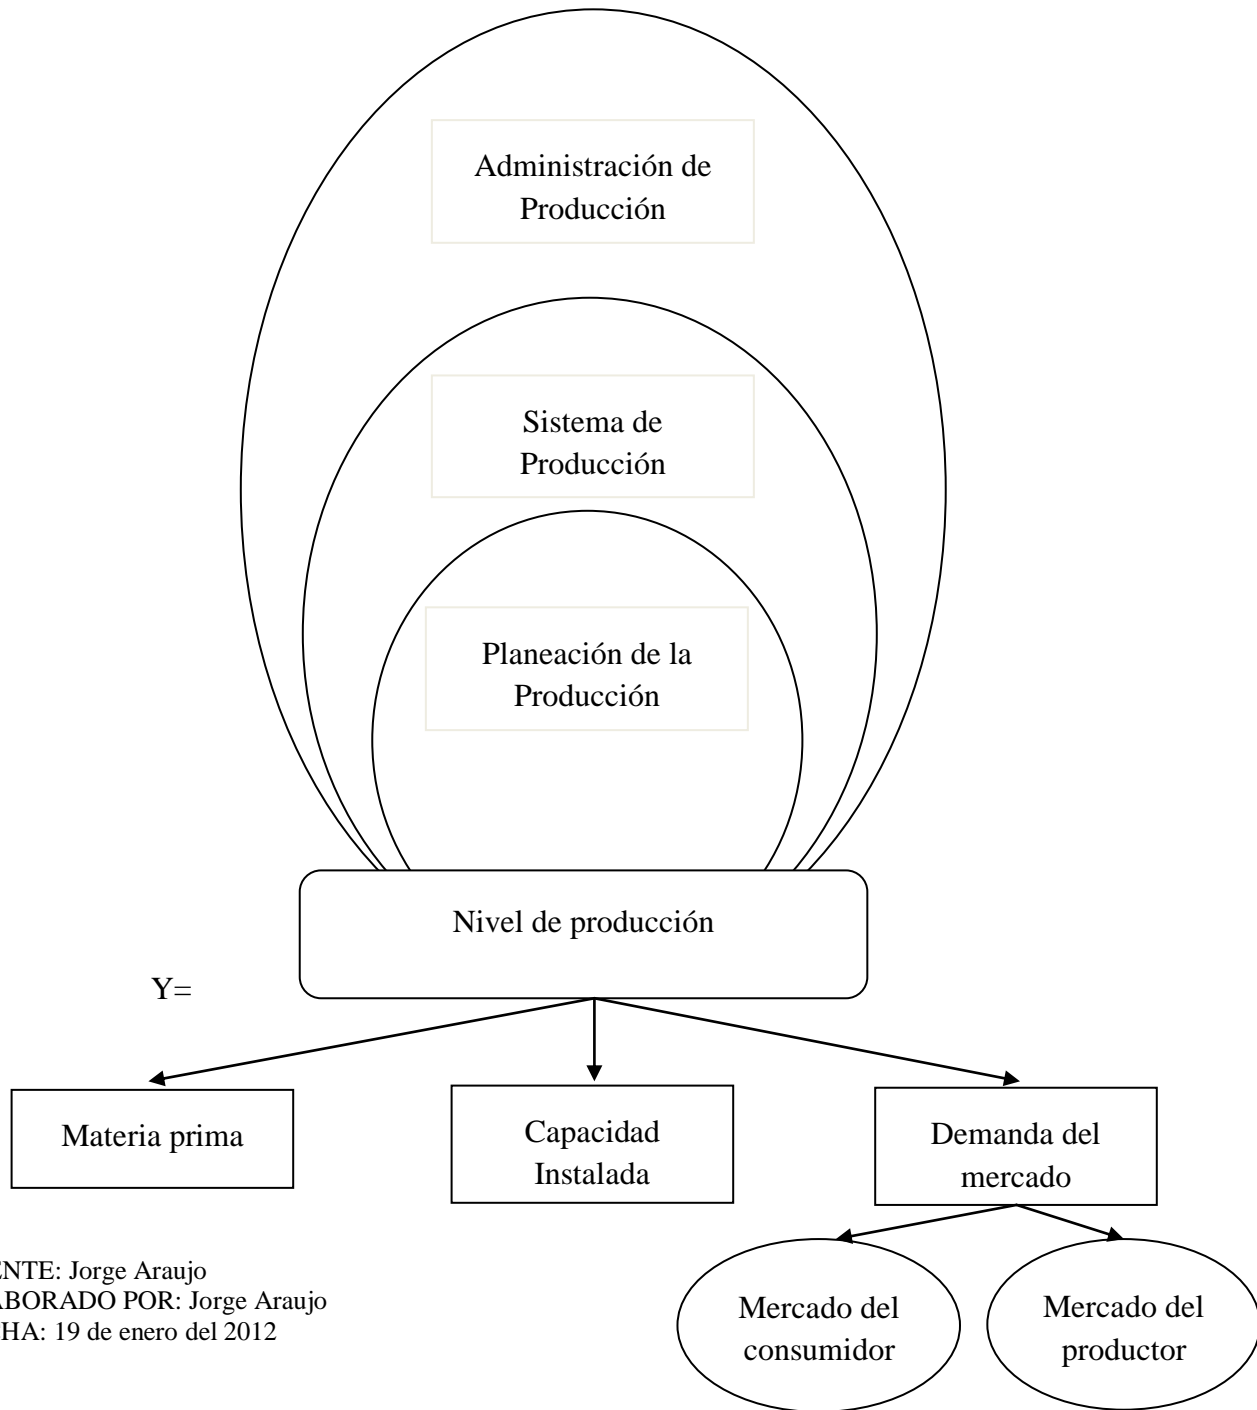 Administración de
Producción
Sistema de
Producción
Planeación de la
Producción
Nivel de producción
Y=
Materia prima
Capacidad
Instalada
Demanda del
mercado
ENTE: Jorge Araujo
ABORADO POR: Jorge Araujo
HA: 19 de enero del 2012
Mercado del
consumidor
Mercado del
productor